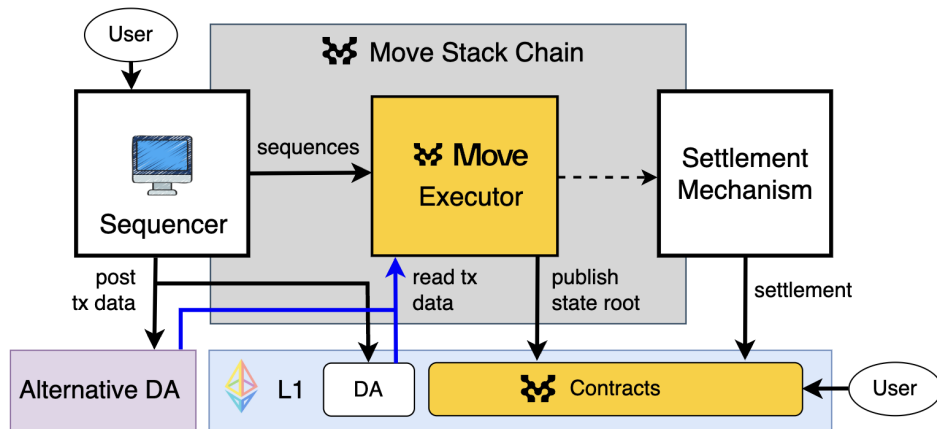 User
Move Stack Chain
sequences
Move
Executor
Settlement
Mechanism
Sequencer
post
tx data
read tx
data
publish
state root
settlement
Alternative DA
L1
DA
Contracts
User